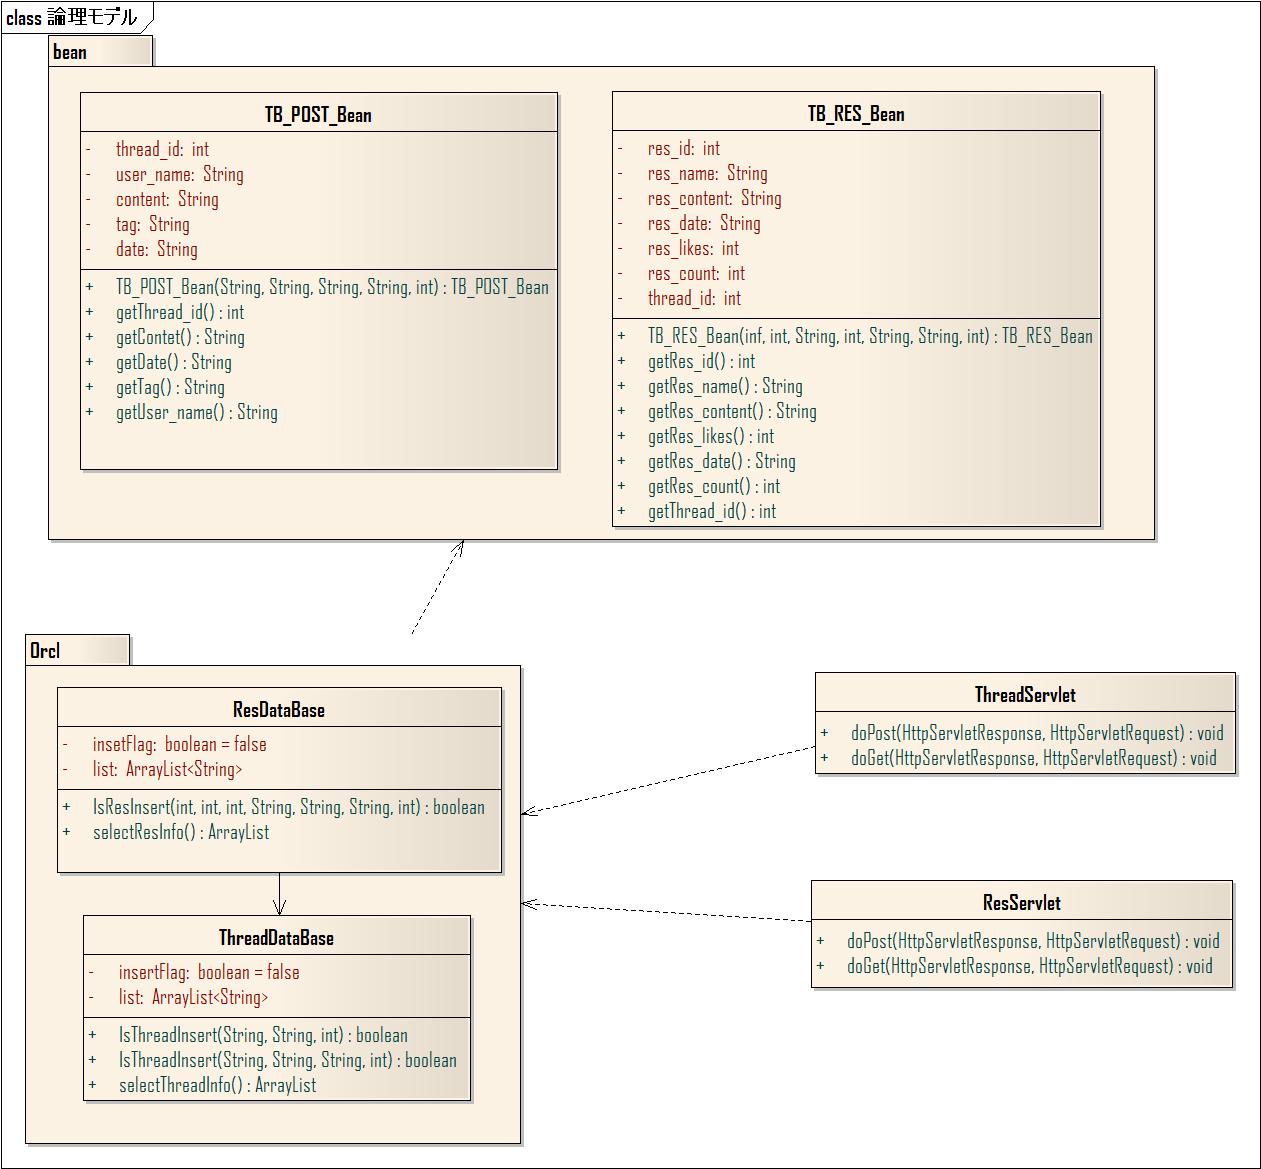 class 論理モデル
bean
TB_POST_Bean
- thread_id: int
- user_name: String
- content: String
- tag: String
- date: String
+ TB_POST_Bean(String, String, String, String, int) : TB_POST_Bean
+ getThread_id() : int
+ getContet() : String
+ getDate() : String
+ getTag() : String
+ getUser_name() : String
TB_RES_Bean
- res_id: int
- res_name: String
- res_content: String
- res_date: String
- res_likes: int
- res_count: int
- thread_id: int
+ TB_RES_Bean(inf, int, String, int, String, String, int) : TB_RES_Bean
+ getRes_id() : int
+ getRes_name() : String
+ getRes_content() : String
+ getRes_likes() : int
+ getRes_date() : String
+ getRes_count() : int
+ getThread_id() : int
Orcl
ResDataBase
- insetFlag: boolean = false
- list: ArrayList<String>
+ IsResInsert(int, int, int, String, String, String, int) : boolean
+ selectResInfo() : ArrayList
ThreadDataBase
- insertFlag: boolean = false
- list: ArrayList<String>
+ IsThreadInsert(String, String, int) : boolean
+ IsThreadInsert(String, String, String, int) : boolean
+ selectThreadInfo() : ArrayList
ThreadServlet
+ doPost(HttpServletResponse, HttpServletRequest) : void
+ doGet(HttpServletResponse, HttpServletRequest) : void
ResServlet
+ doPost(HttpServletResponse, HttpServletRequest) : void
+ doGet(HttpServletResponse, HttpServletRequest) : void